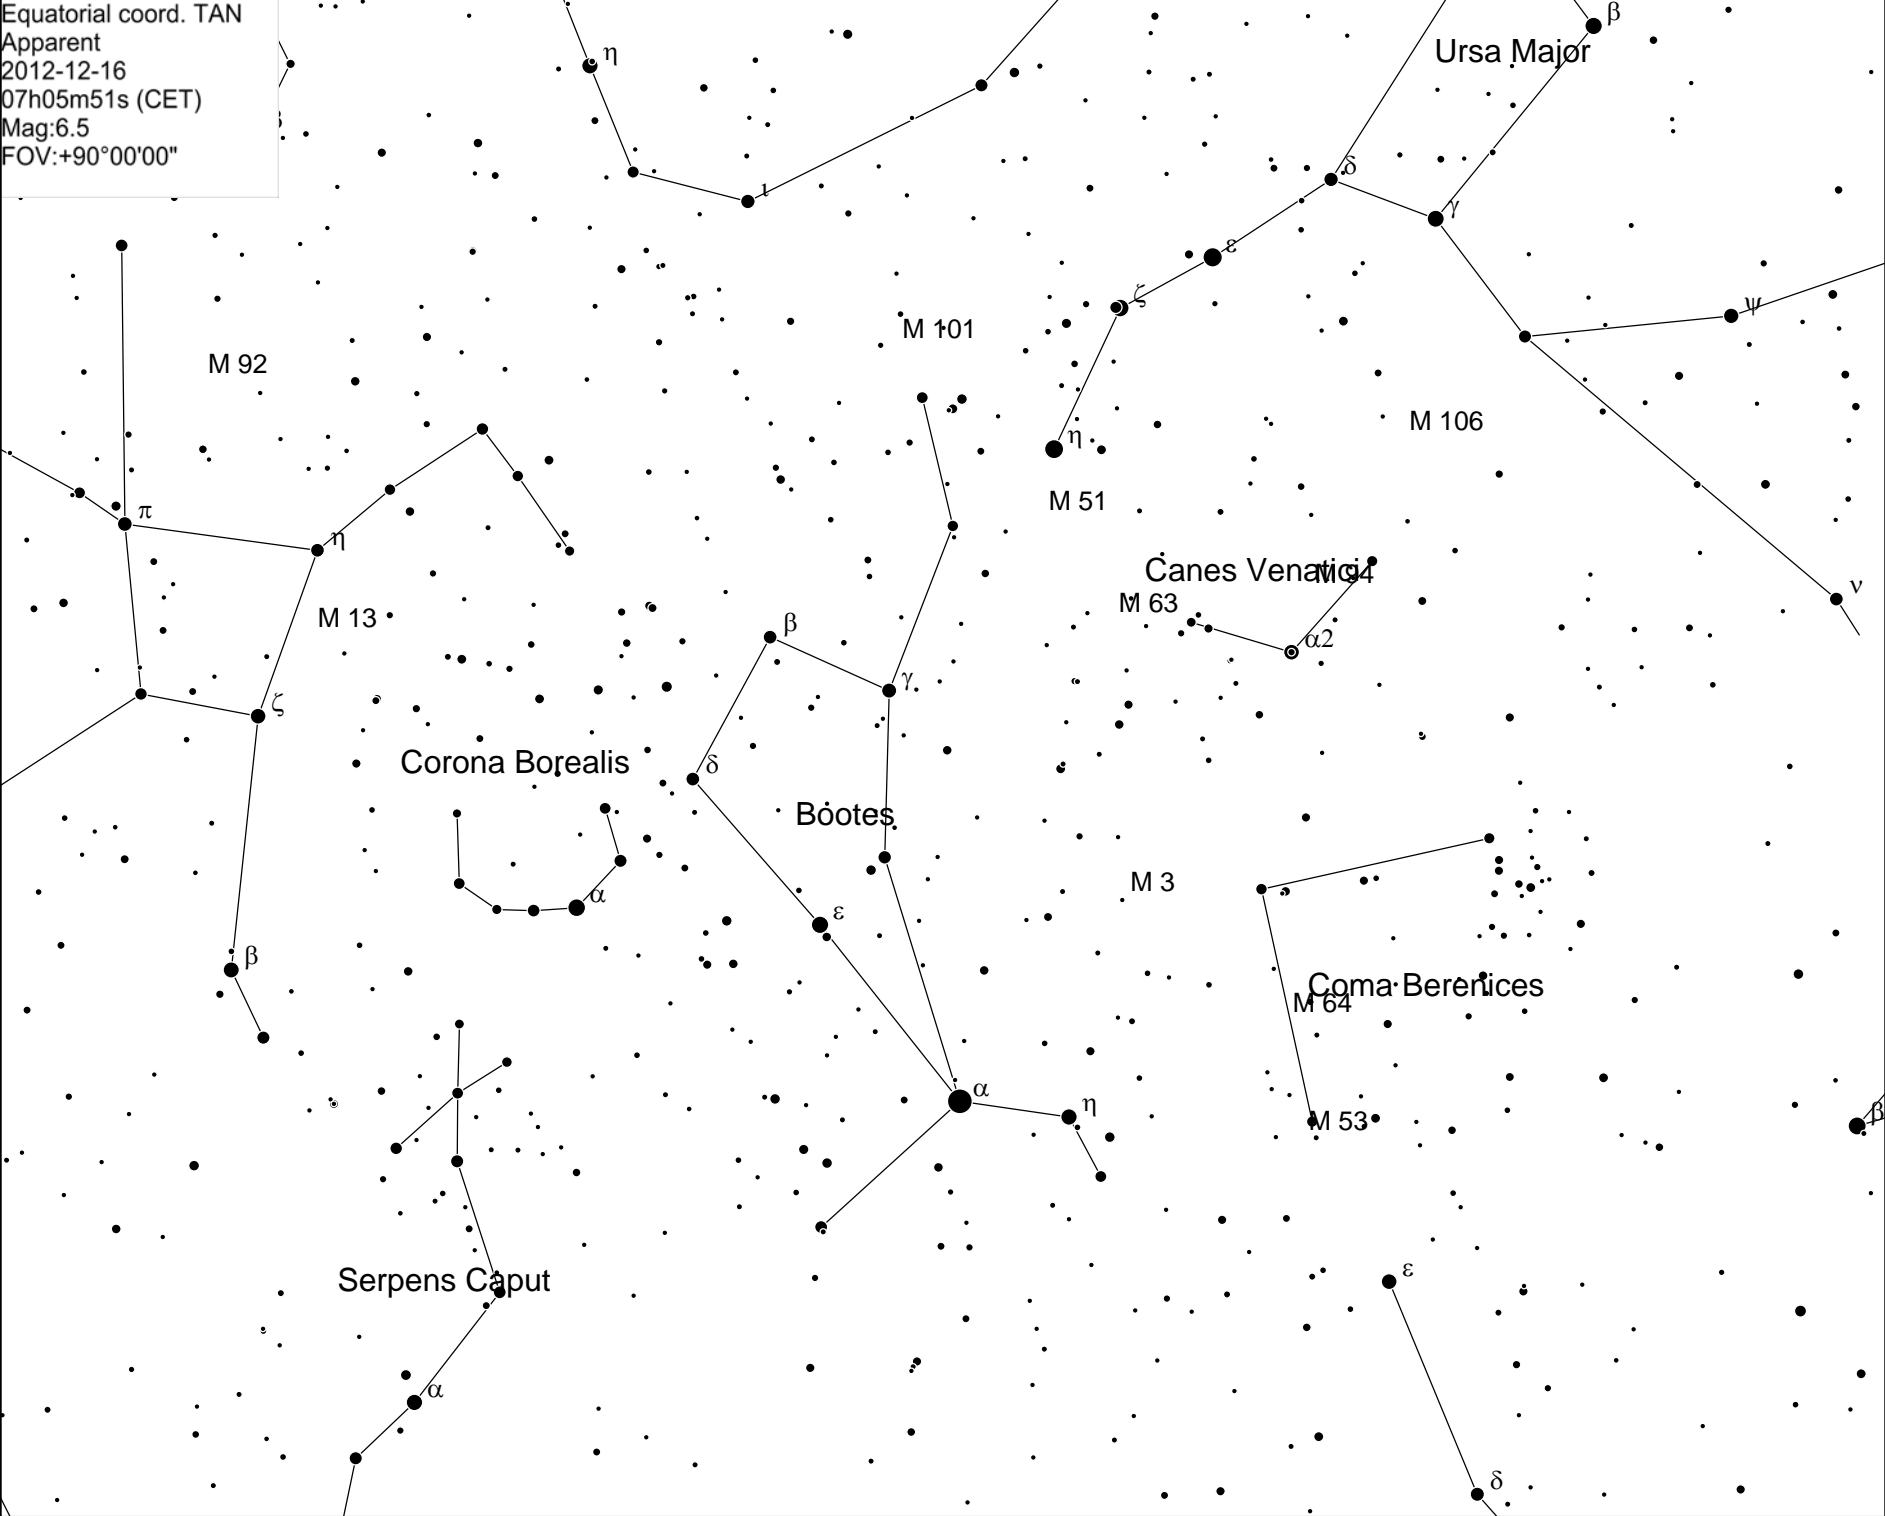 Equatorial coord. TAN
Apparent
2012-12-16
07h05m51s (CET)
Mag:6.5
FOV:+90°00'00"
β
η
Ursa Major
δ
ι
γ
ε
ζ
ψ
M 101
M 92
M 106
η
M 51
π
η
Canes Venatici
M 94
ν
M 63
M 13
β
α2
γ
ζ
Corona Borealis
δ
Bootes
M 3
α
ε
β
Coma Berenices
M 64
α
η
M 53
β
ε
Serpens Caput
α
δ